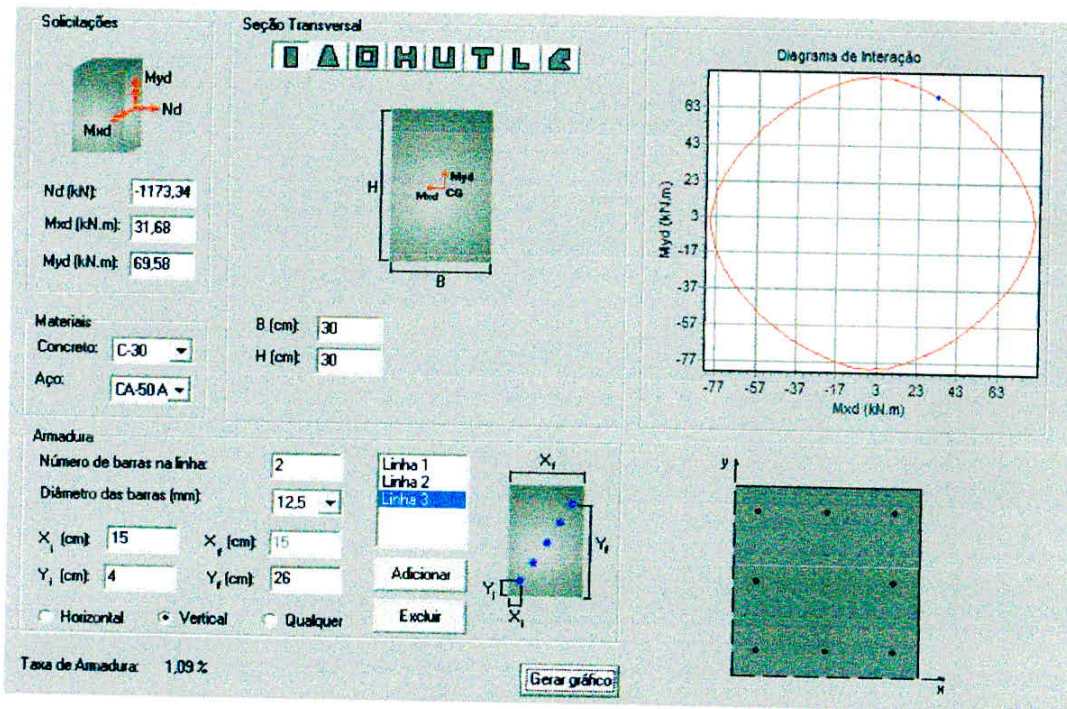 Solicitações
Myd
Nd
Mxd
Nd (kN): -1173,34
Mxd (kN.m): 31,68
Myd (kN.m): 69,58
Materiais
Concreto: C-30
Aço: CA-50 A
Seção Transversal
H
Myd
Mxd
CG
B
B (cm): 30
H (cm): 30
Diagrama de Interação
Myd (kN.m)
63
43
23
3
-17
-37
-57
-77
-77 -57 -37 -17 3 23 43 63
Mxd (kN.m)
Armadura
Número de barras na linha: 2
Diâmetro das barras (mm): 12,5
Xi (cm): 15 Xf (cm): 15
Yi (cm): 4 Yf (cm): 26
Horizontal Vertical Qualquer
Linha 1
Linha 2
Linha 3
Adicionar
Excluir
Xf
Yf
Yi
Xi
y
x
Taxa de Armadura: 1,09 %
Gerar gráfico